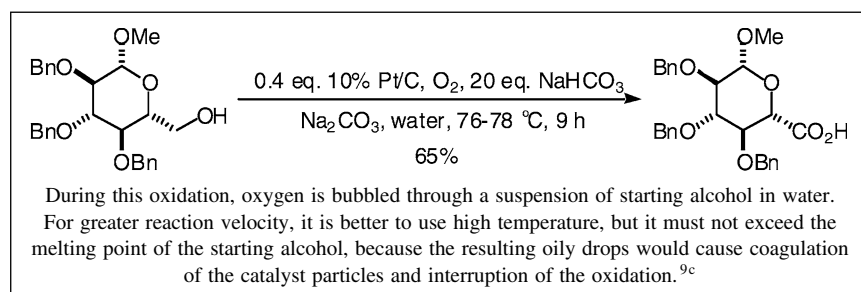 OMe
BnO
O
0.4 eq. 10% Pt/C, O₂, 20 eq. NaHCO₃
OH
Na₂CO₃, water, 76-78 ºC, 9 h
BnO
OBn
65%
OMe
BnO
O
CO₂H
BnO
OBn
During this oxidation, oxygen is bubbled through a suspension of starting alcohol in water.
For greater reaction velocity, it is better to use high temperature, but it must not exceed the
melting point of the starting alcohol, because the resulting oily drops would cause coagulation
of the catalyst particles and interruption of the oxidation.⁹ᶜ